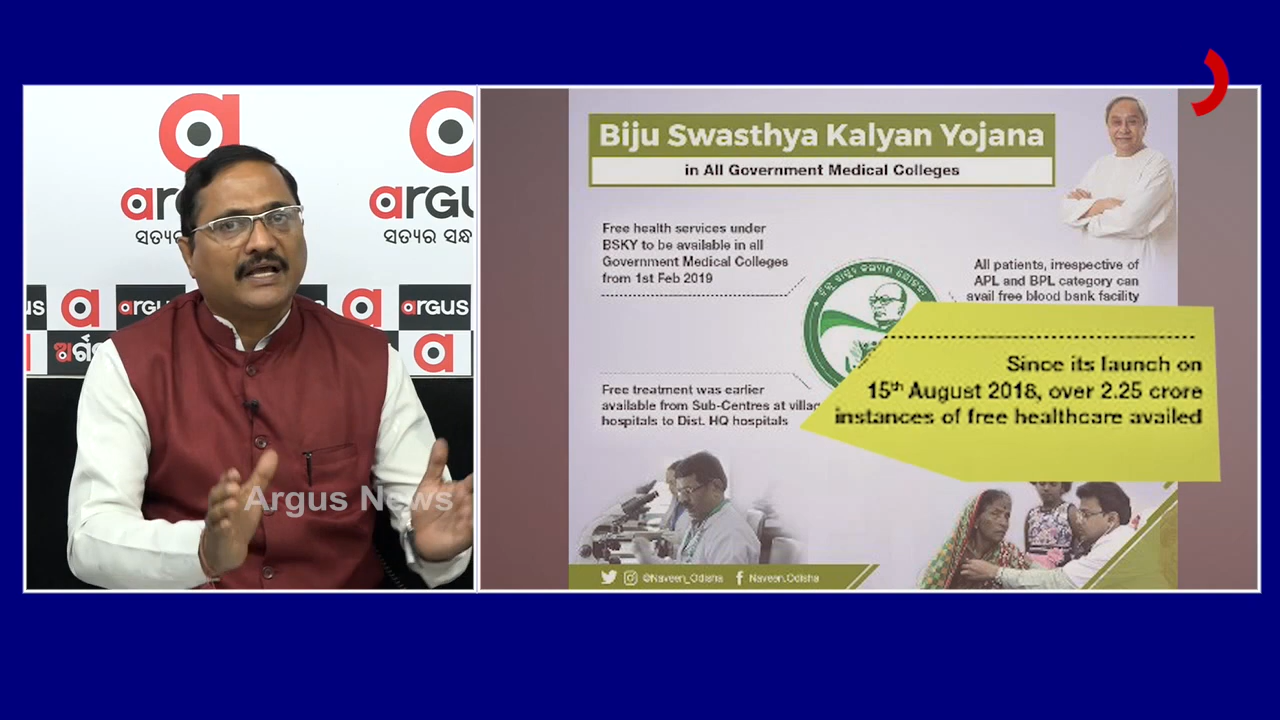 argus
ସତ୍ୟର ସନ୍ଧ
argus
argus
Argus News
Biju Swasthya Kalyan Yojana
in All Government Medical Colleges
Free health services under
BSKY to be available in all
Government Medical Colleges
from 1st Feb 2019
All patients, irrespective of
APL and BPL category can
avail free blood bank facility
Since its launch on
15th August 2018, over 2.25 crore
instances of free healthcare availed
Free treatment was earlier
available from Sub-Centres at villag
hospitals to Dist. HQ hospitals
@Naveen_Odisha
Naveen.Odisha